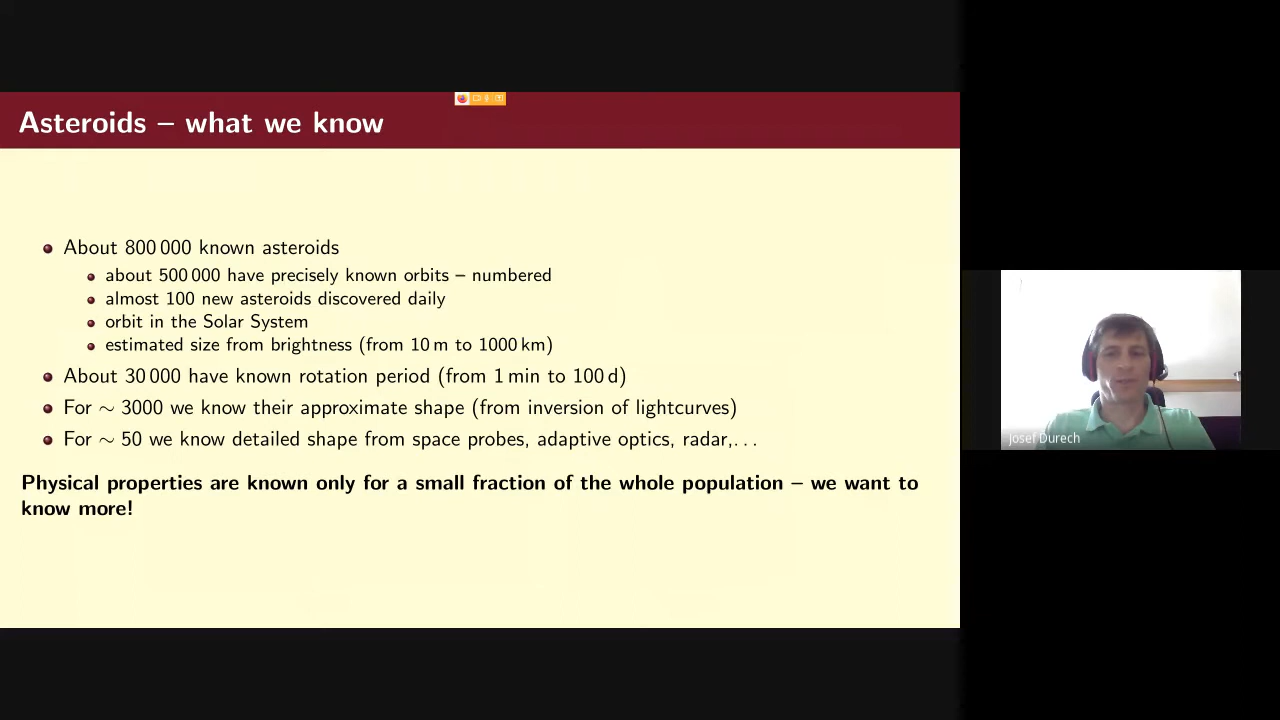 Asteroids – what we know
About 800 000 known asteroids
about 500 000 have precisely known orbits – numbered
almost 100 new asteroids discovered daily
orbit in the Solar System
estimated size from brightness (from 10 m to 1000 km)
About 30 000 have known rotation period (from 1 min to 100 d)
For ∼ 3000 we know their approximate shape (from inversion of lightcurves)
For ∼ 50 we know detailed shape from space probes, adaptive optics, radar,. . .
Physical properties are known only for a small fraction of the whole population – we want to
know more!
Josef Durech